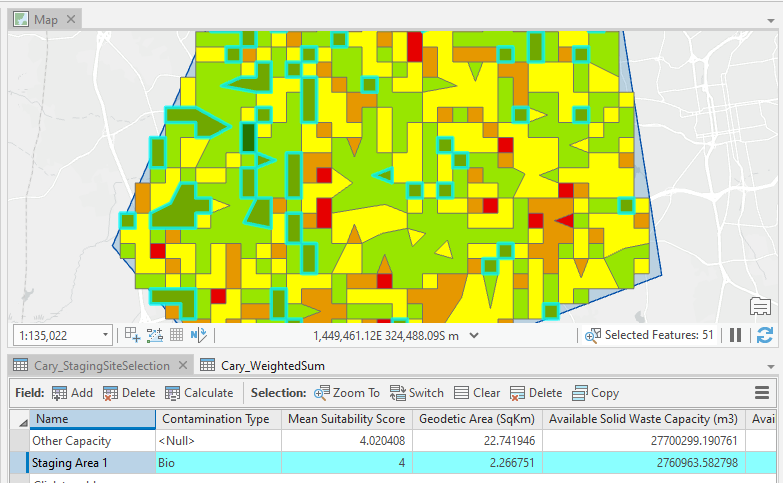 Map
1:135,022
1,449,461.12E 324,488.09S m
Selected Features: 51
Cary_StagingSiteSelection
Cary_WeightedSum
Field: Add Delete Calculate Selection: Zoom To Switch Clear Delete Copy
Name Contamination Type Mean Suitability Score Geodetic Area (SqKm) Available Solid Waste Capacity (m3) Avai
Other Capacity <Null> 4.020408 22.741946 27700299.190761
Staging Area 1 Bio 4 2.266751 2760963.582798